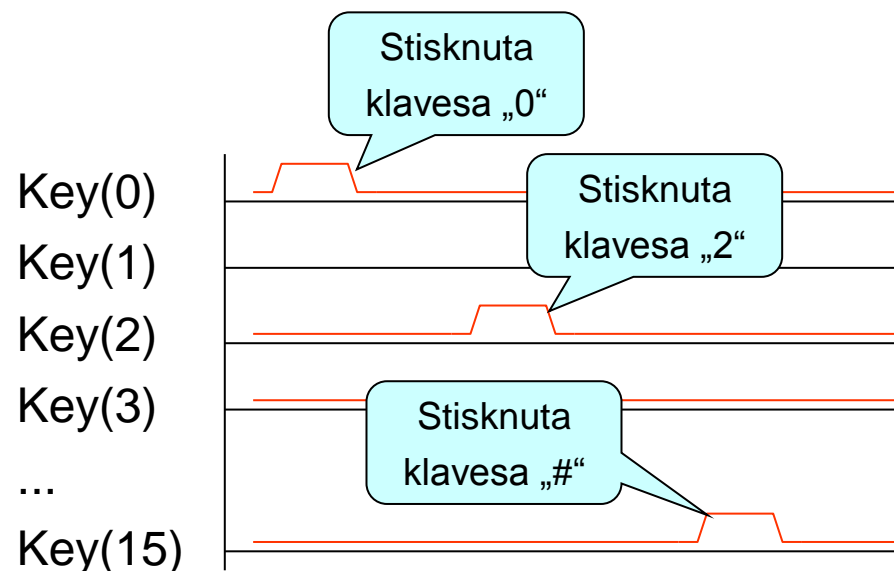 Stisknuta
klavesa „0“
Key(0)
Stisknuta
klavesa „2“
Key(1)
Key(2)
Key(3)
Stisknuta
klavesa „#“
...
Key(15)